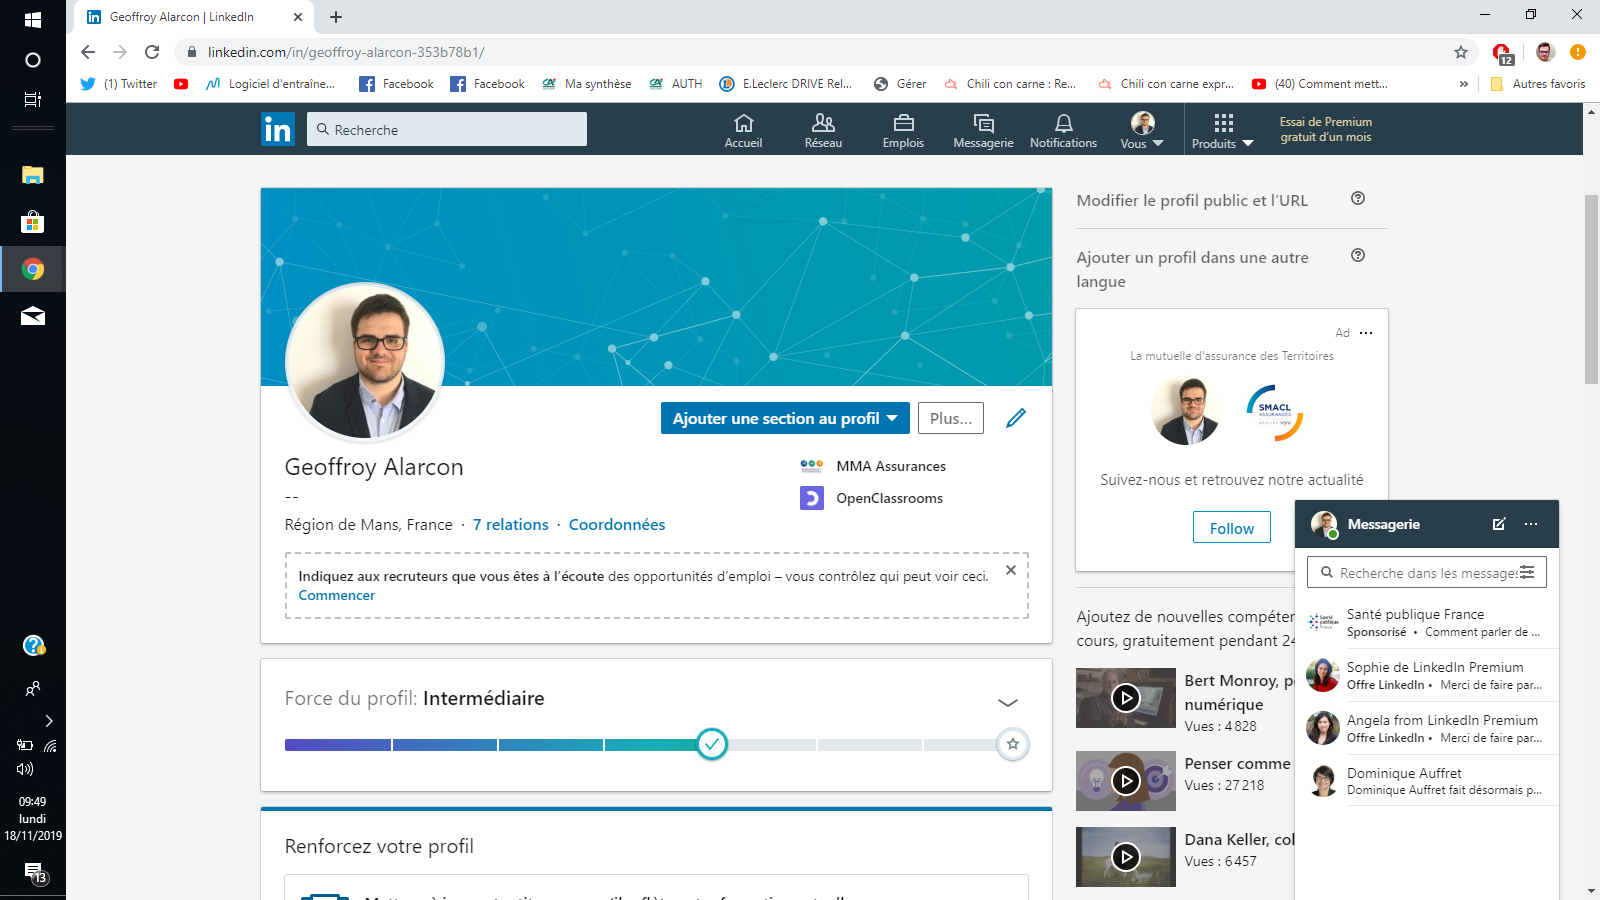 Geoffroy Alarcon | LinkedIn
linkedin.com/in/geoffroy-alarcon-353b78b1/
12
(1) Twitter
Logiciel d'entraîne...
Facebook
Facebook
Ma synthèse
AUTH
E.Leclerc DRIVE Rel...
Gérer
Chili con carne : Re...
Chili con carne expr...
(40) Comment mett...
»
Autres favoris
in
Recherche
Accueil
Réseau
Emplois
Messagerie
Notifications
Vous
Produits
Essai de Premium
gratuit d'un mois
Ajouter une section au profil
Plus...
Geoffroy Alarcon
--
Région de Mans, France · 7 relations · Coordonnées
MMA Assurances
OpenClassrooms
Indiquez aux recruteurs que vous êtes à l'écoute des opportunités d'emploi – vous contrôlez qui peut voir ceci.
Commencer
Force du profil: Intermédiaire
Renforcez votre profil
Modifier le profil public et l'URL
Ajouter un profil dans une autre
langue
Ad
La mutuelle d'assurance des Territoires
SMACL
ASSURANCES
Suivez-nous et retrouvez notre actualité
Follow
Ajoutez de nouvelles compéten
cours, gratuitement pendant 24
Bert Monroy, p
numérique
Vues : 4 828
Penser comme
Vues : 27 218
Dana Keller, col
Vues : 6 457
Messagerie
Recherche dans les messages
Santé publique France
Sponsorisé • Comment parler de ...
Sophie de LinkedIn Premium
Offre LinkedIn • Merci de faire par...
Angela from LinkedIn Premium
Offre LinkedIn • Merci de faire par...
Dominique Auffret
Dominique Auffret fait désormais p...
09:49
lundi
18/11/2019
13